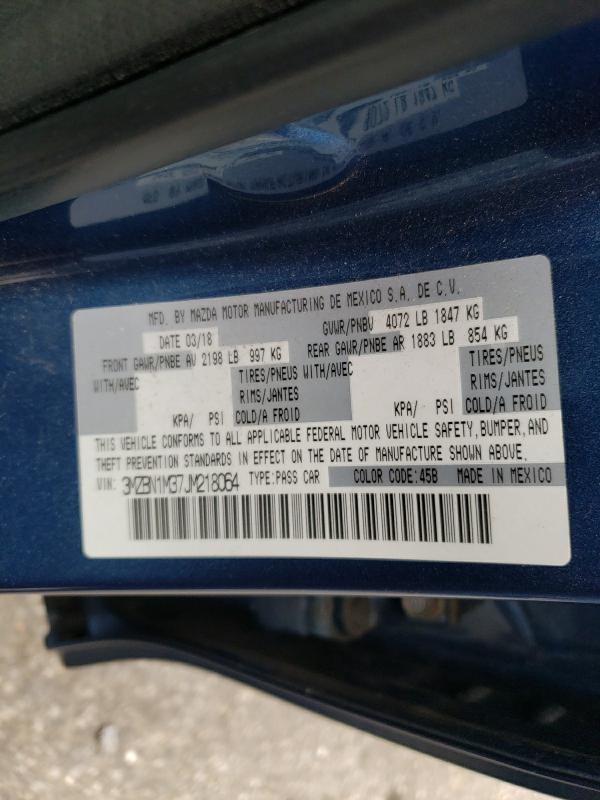 MFD. BY MAZDA MOTOR MANUFACTURING DE MEXICO S.A. DE C.V.
DATE 03/18 GVWR/PNBV 4072 LB 1847 KG
FRONT GAWR/PNBE AV 2198 LB 997 KG REAR GAWR/PNBE AR 1883 LB 854 KG
WITH/AVEC TIRES/PNEUS WITH/AVEC TIRES/PNEUS
RIMS/JANTES RIMS/JANTES
KPA/ PSI COLD/A FROID KPA/ PSI COLD/A FROID
THIS VEHICLE CONFORMS TO ALL APPLICABLE FEDERAL MOTOR VEHICLE SAFETY, BUMPER, AND
THEFT PREVENTION STANDARDS IN EFFECT ON THE DATE OF MANUFACTURE SHOWN ABOVE.
VIN: 3MZBN1M37JM218064 TYPE:PASS CAR COLOR CODE:45B MADE IN MEXICO